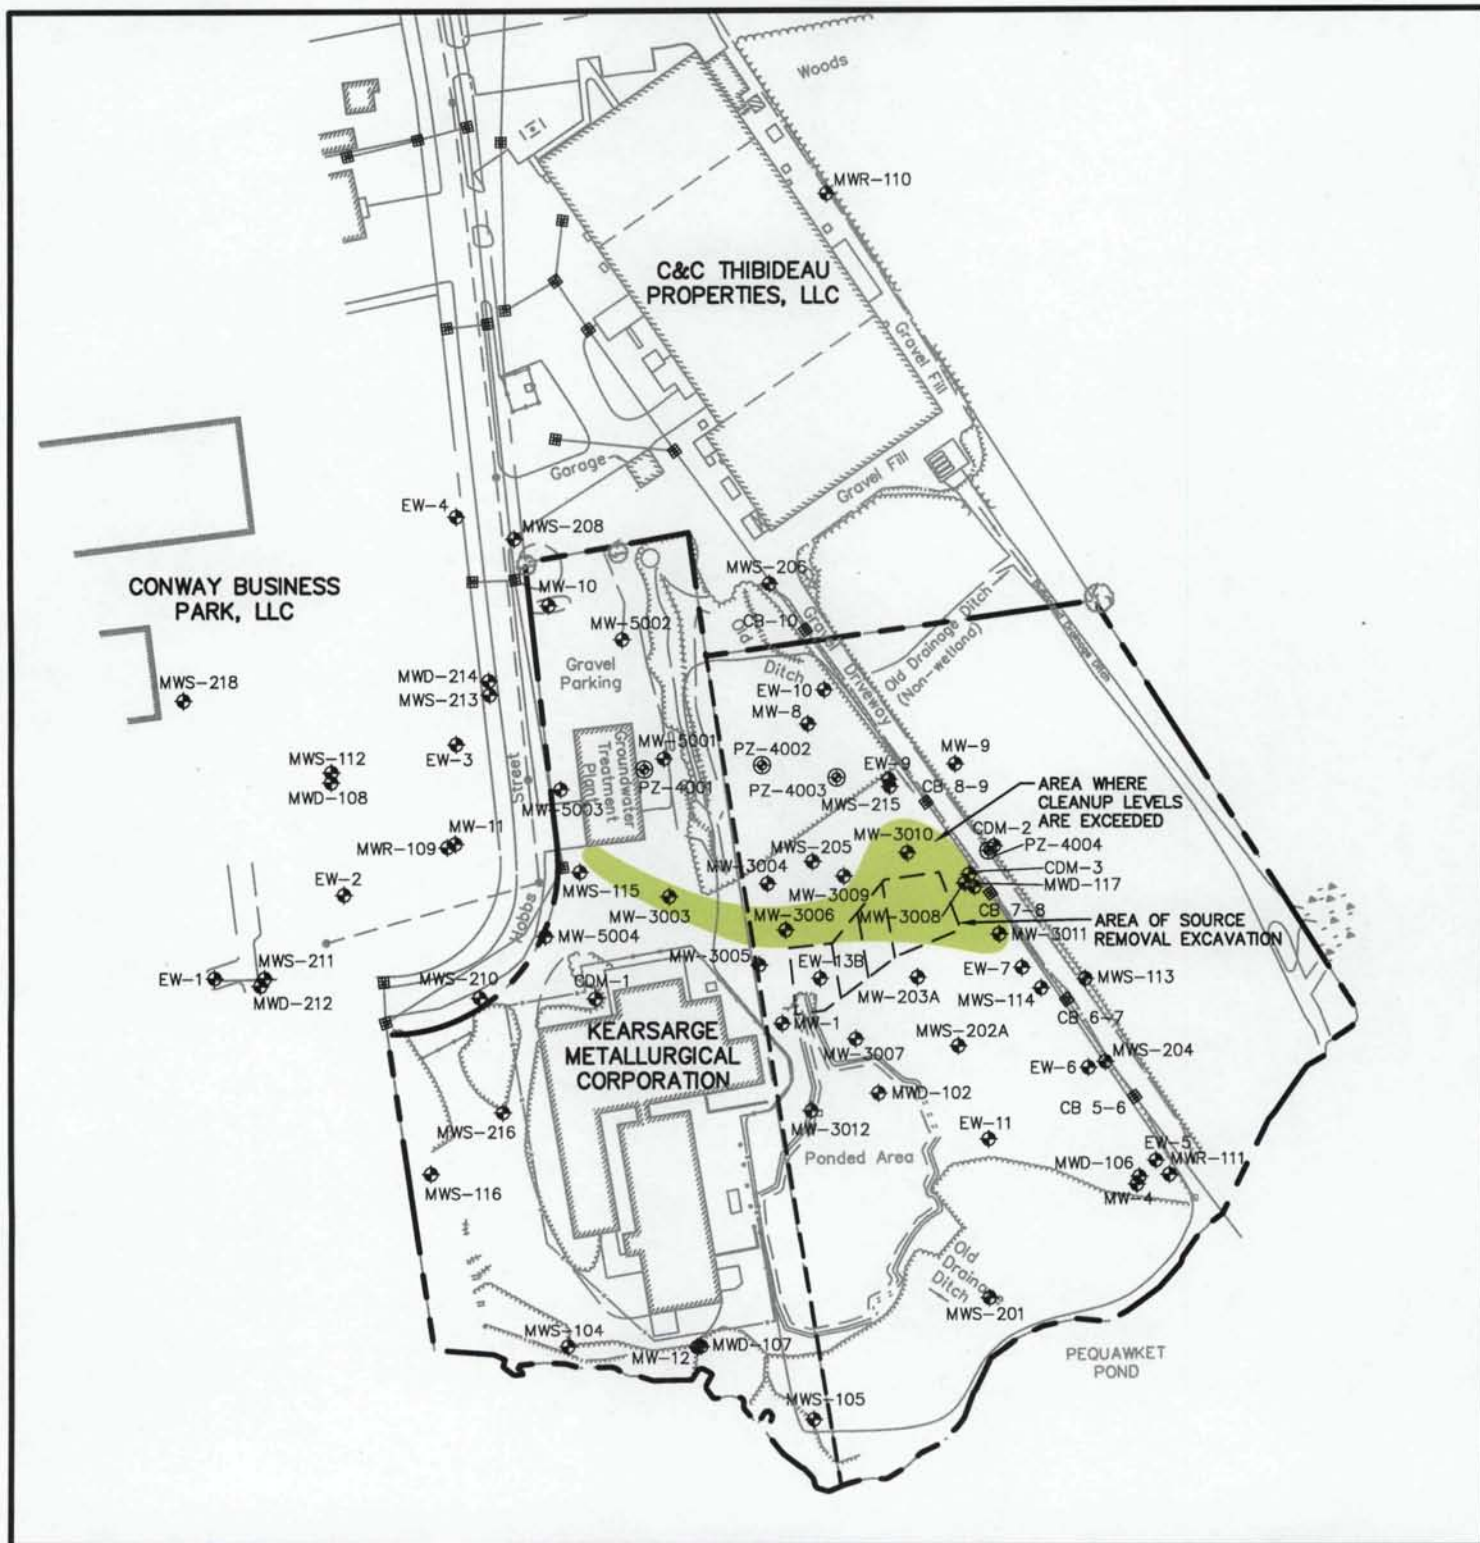 Woods
MWR-110
C&C THIBIDEAU
PROPERTIES, LLC
Gravel Fill
Gravel Fill
Garage
EW-4
MWS-208
CONWAY BUSINESS
PARK, LLC
MW-10
MW-5002
MWS-206
CB-10
Old
Ditch
Gravel Driveway
Old Drainage Ditch
(Non-wetland)
Drainage Ditch
Gravel
Parking
MWD-214
MWS-213
MWS-218
EW-10
MW-8
MWS-112
MWD-108
EW-3
Street
Groundwater
Treatment
Plant
MW-5001
PZ-4001
PZ-4002
PZ-4003
EW-9
MWS-215
MW-9
CB 8-9
AREA WHERE
CLEANUP LEVELS
ARE EXCEEDED
MW-5003
MW-11
MWR-109
MW-3010
CDM-2
PZ-4004
MWS-205
MW-3004
CDM-3
MWD-117
EW-2
MWS-115
MW-3003
MW-3009
MW-3008
CB 7-8
MW-3006
AREA OF SOURCE
REMOVAL EXCAVATION
MW-3011
Hobbs
MW-5004
MW-3005
EW-13B
EW-7
EW-1
MWS-211
MWD-212
MWS-210
CDM-1
MW-203A
MWS-114
MWS-113
CB 6-7
KEARSARGE
METALLURGICAL
CORPORATION
MW-1
MW-3007
MWS-202A
MWS-204
EW-6
MWD-102
CB 5-6
MWS-216
MW-3012
EW-11
Ponded Area
EW-5
MWD-106
MWR-111
MW-4
MWS-116
Old
Drainage
Ditch
MWS-201
MWS-104
MW-12
MWD-107
PEQUAWKET
POND
MWS-105